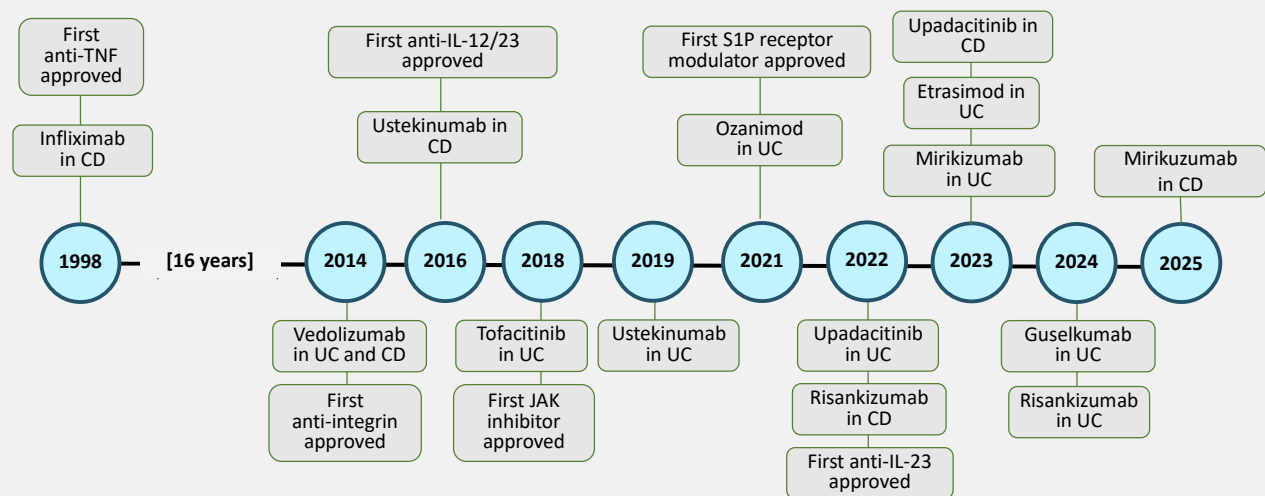 First
anti-TNF
approved
Infliximab
in CD
First anti-IL-12/23
approved
Ustekinumab in
CD
First S1P receptor
modulator approved
Ozanimod
in UC
Upadacitinib in
CD
Etrasimod in
UC
Mirikizumab
in UC
Mirikuzumab
in CD
1998
[16 years]
2014
2016
2018
2019
2021
2022
2023
2024
2025
Vedolizumab
in UC and CD
First
anti-integrin
approved
Tofacitinib
in UC
First JAK
inhibitor
approved
Ustekinumab
in UC
Upadacitinib
in UC
Risankizumab
in CD
First anti-IL-23
approved
Guselkumab
in UC
Risankizumab
in UC